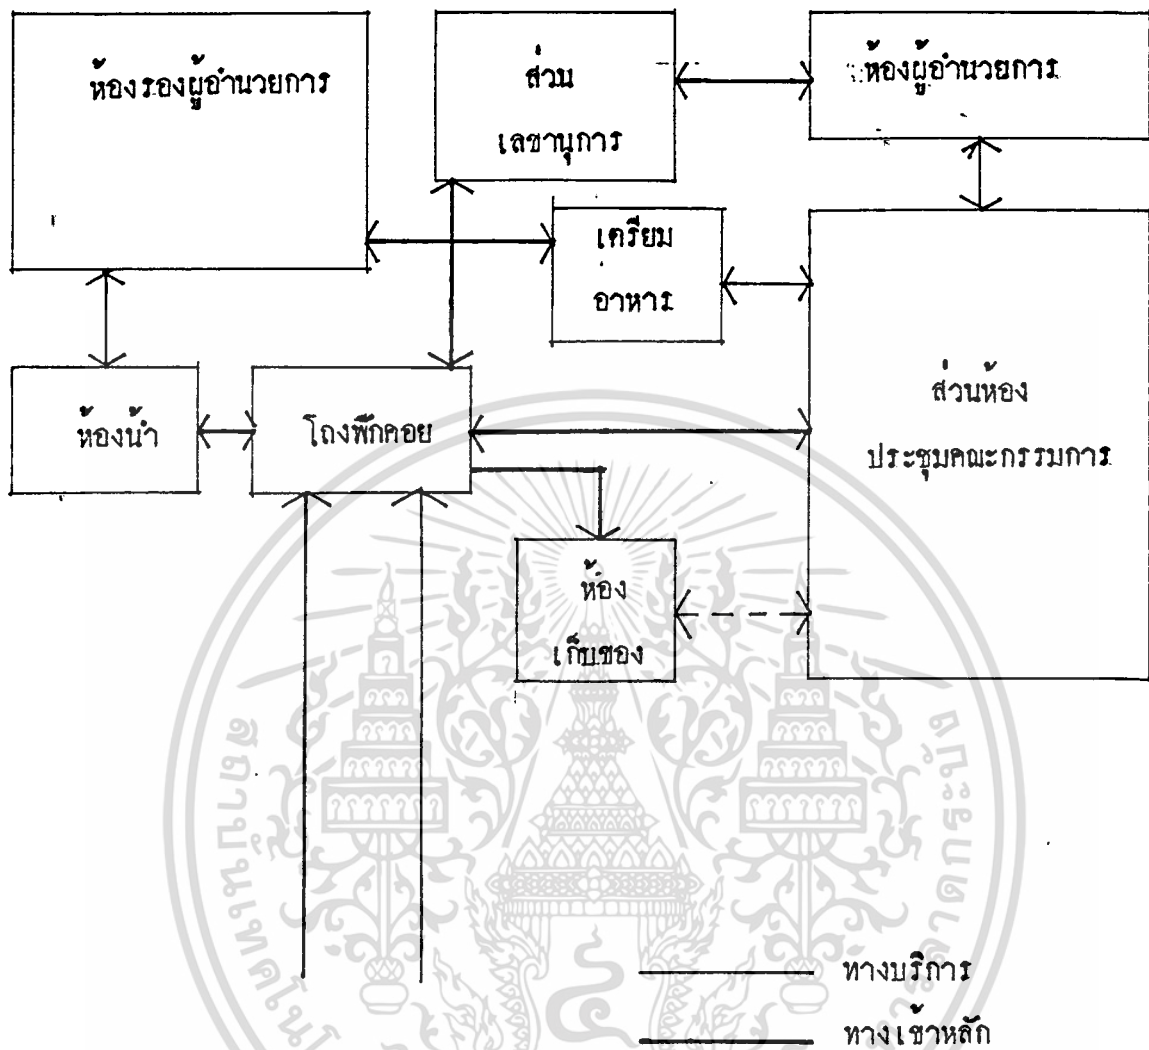 ห้องรองผู้อำนวยการ
ส่วน
เลขานุการ
ห้องผู้อำนวยการ
เตรียม
อาหาร
ส่วนห้อง
ประชุมคณะกรรมการ
ห้องน้ำ
โถงพักคอย
ห้อง
เก็บของ
ทางบริการ
ทางเข้าหลัก